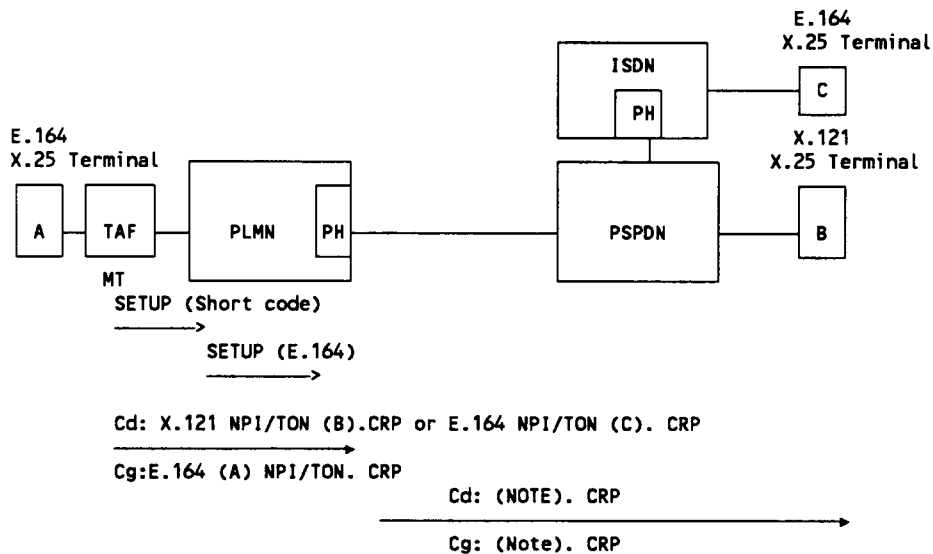 E.164
X.25 Terminal
ISDN
C
PH
E.164
X.25 Terminal
X.121
X.25 Terminal
A
TAF
PLMN
PH
PSPDN
B
MT
SETUP (Short code)
SETUP (E.164)
Cd: X.121 NPI/TON (B).CRP or E.164 NPI/TON (C). CRP
Cg:E.164 (A) NPI/TON. CRP
Cd: (NOTE). CRP
Cg: (Note). CRP